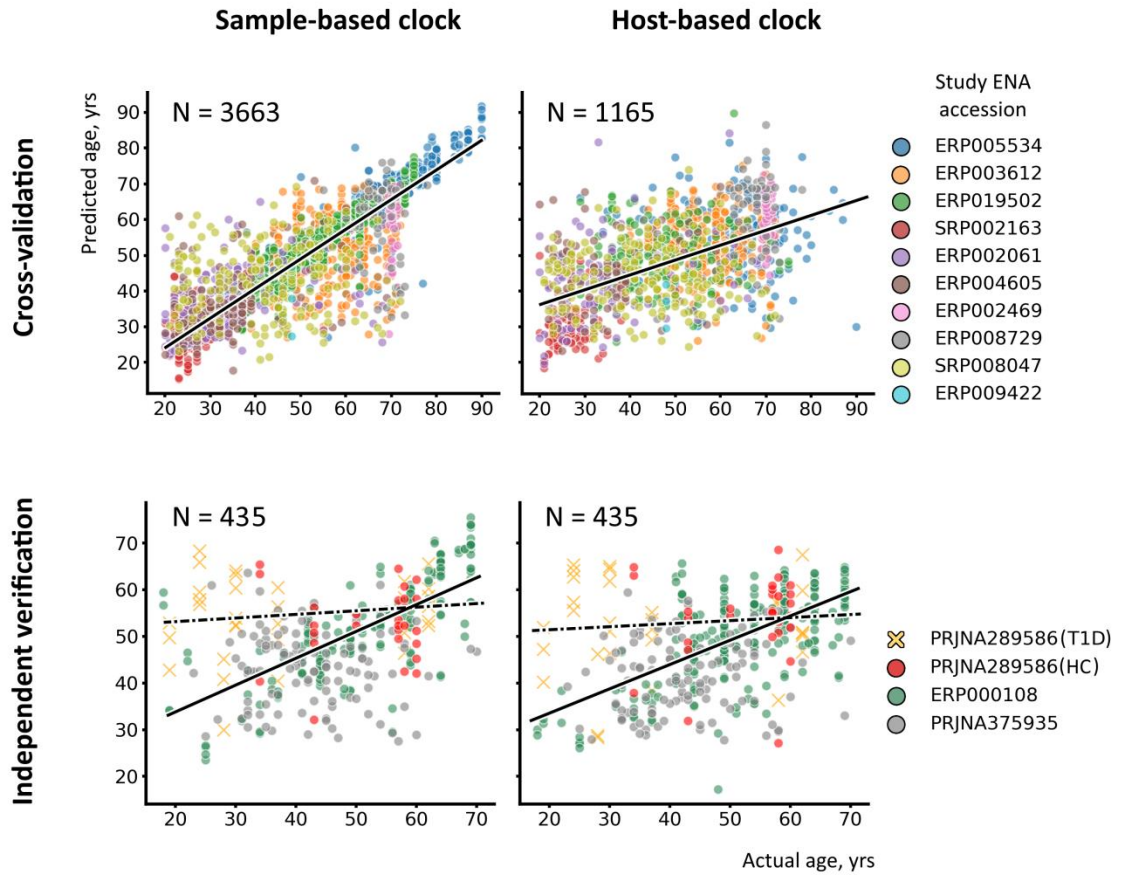 Sample-based clock
Host-based clock
Cross-validation
Predicted age, yrs
N = 3663
90
80
70
60
50
40
30
20
20 30 40 50 60 70 80 90
N = 1165
20 30 40 50 60 70 80 90
Study ENA
accession
ERP005534
ERP003612
ERP019502
SRP002163
ERP002061
ERP004605
ERP002469
ERP008729
SRP008047
ERP009422
Independent verification
N = 435
70
60
50
40
30
20
20 30 40 50 60 70
N = 435
20 30 40 50 60 70
PRJNA289586(T1D)
PRJNA289586(HC)
ERP000108
PRJNA375935
Actual age, yrs